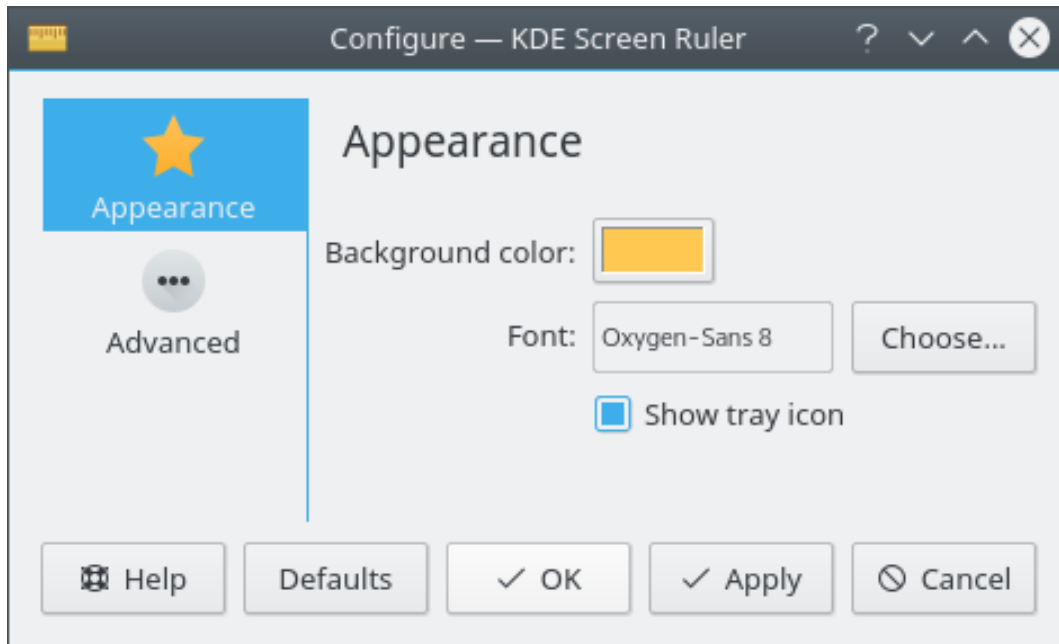 Configure — KDE Screen Ruler
Appearance
Appearance
Background color:
Font: Oxygen-Sans 8 Choose...
Advanced
Show tray icon
Help Defaults OK Apply Cancel